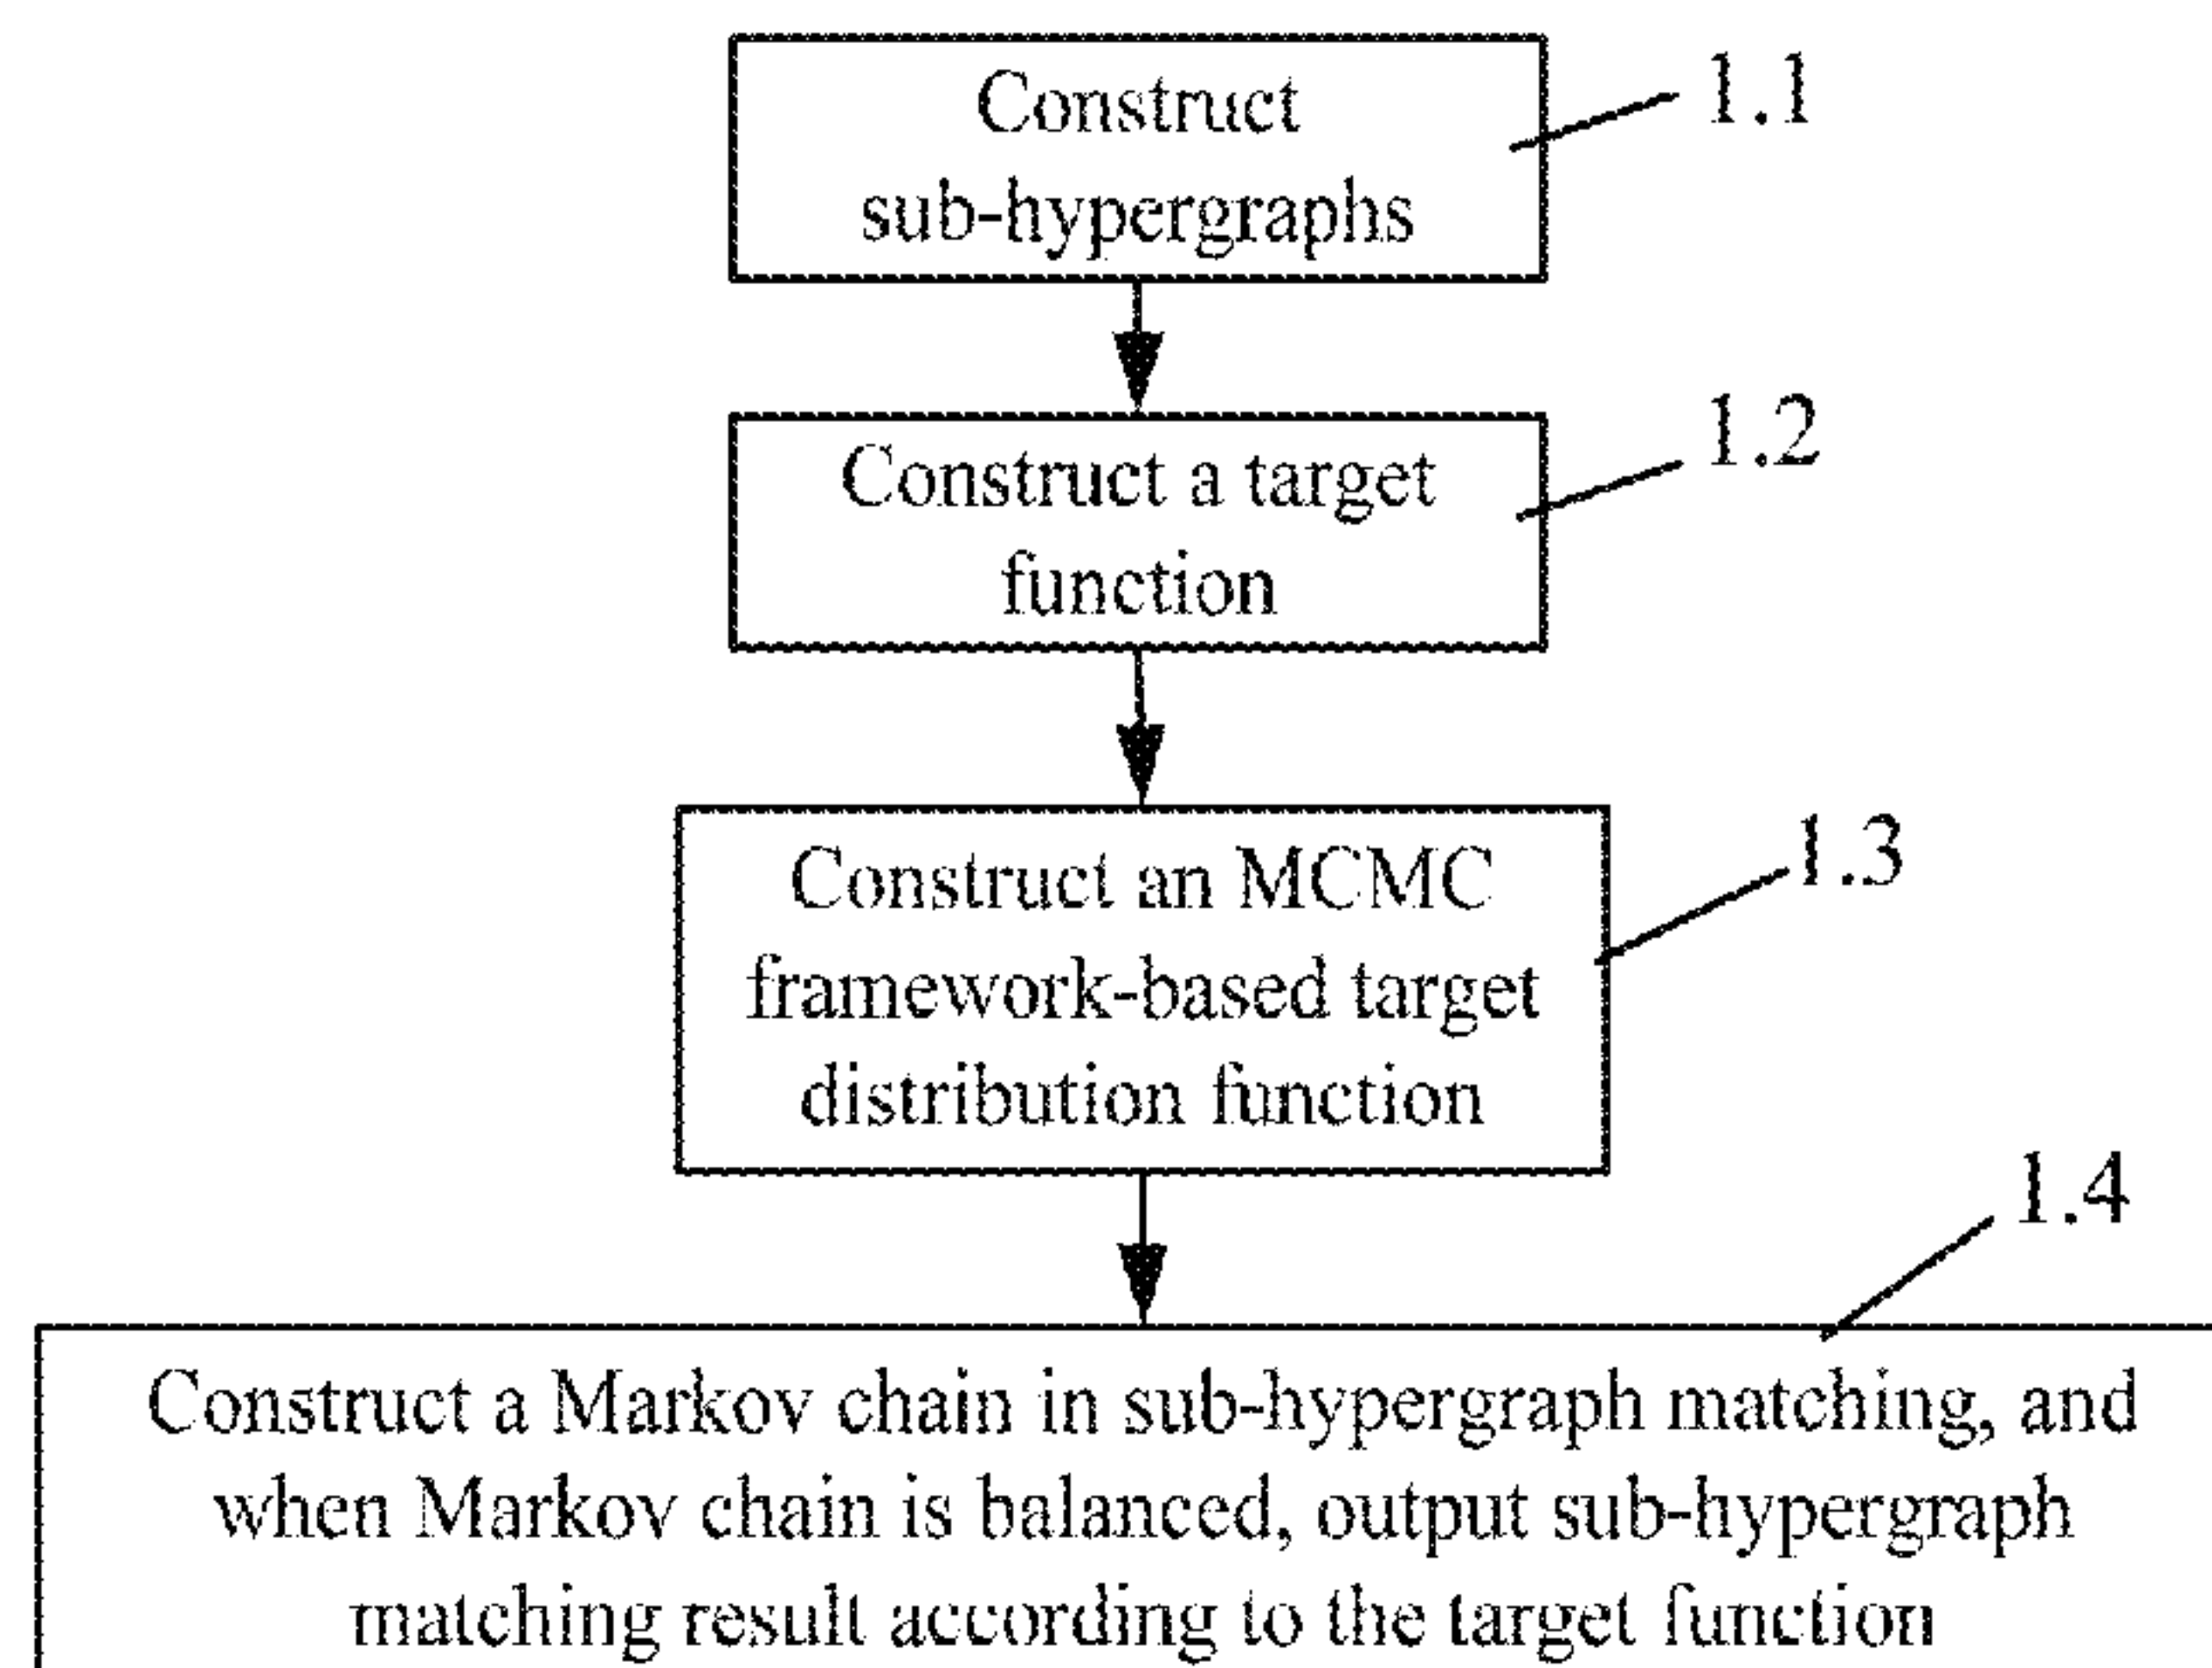 Construct
sub-hypergraphs
1.1
Construct a target
function
1.2
Construct an MCMC
framework-based target
distribution function
1.3
Construct a Markov chain in sub-hypergraph matching, and
when Markov chain is balanced, output sub-hypergraph
matching result according to the target function
1.4